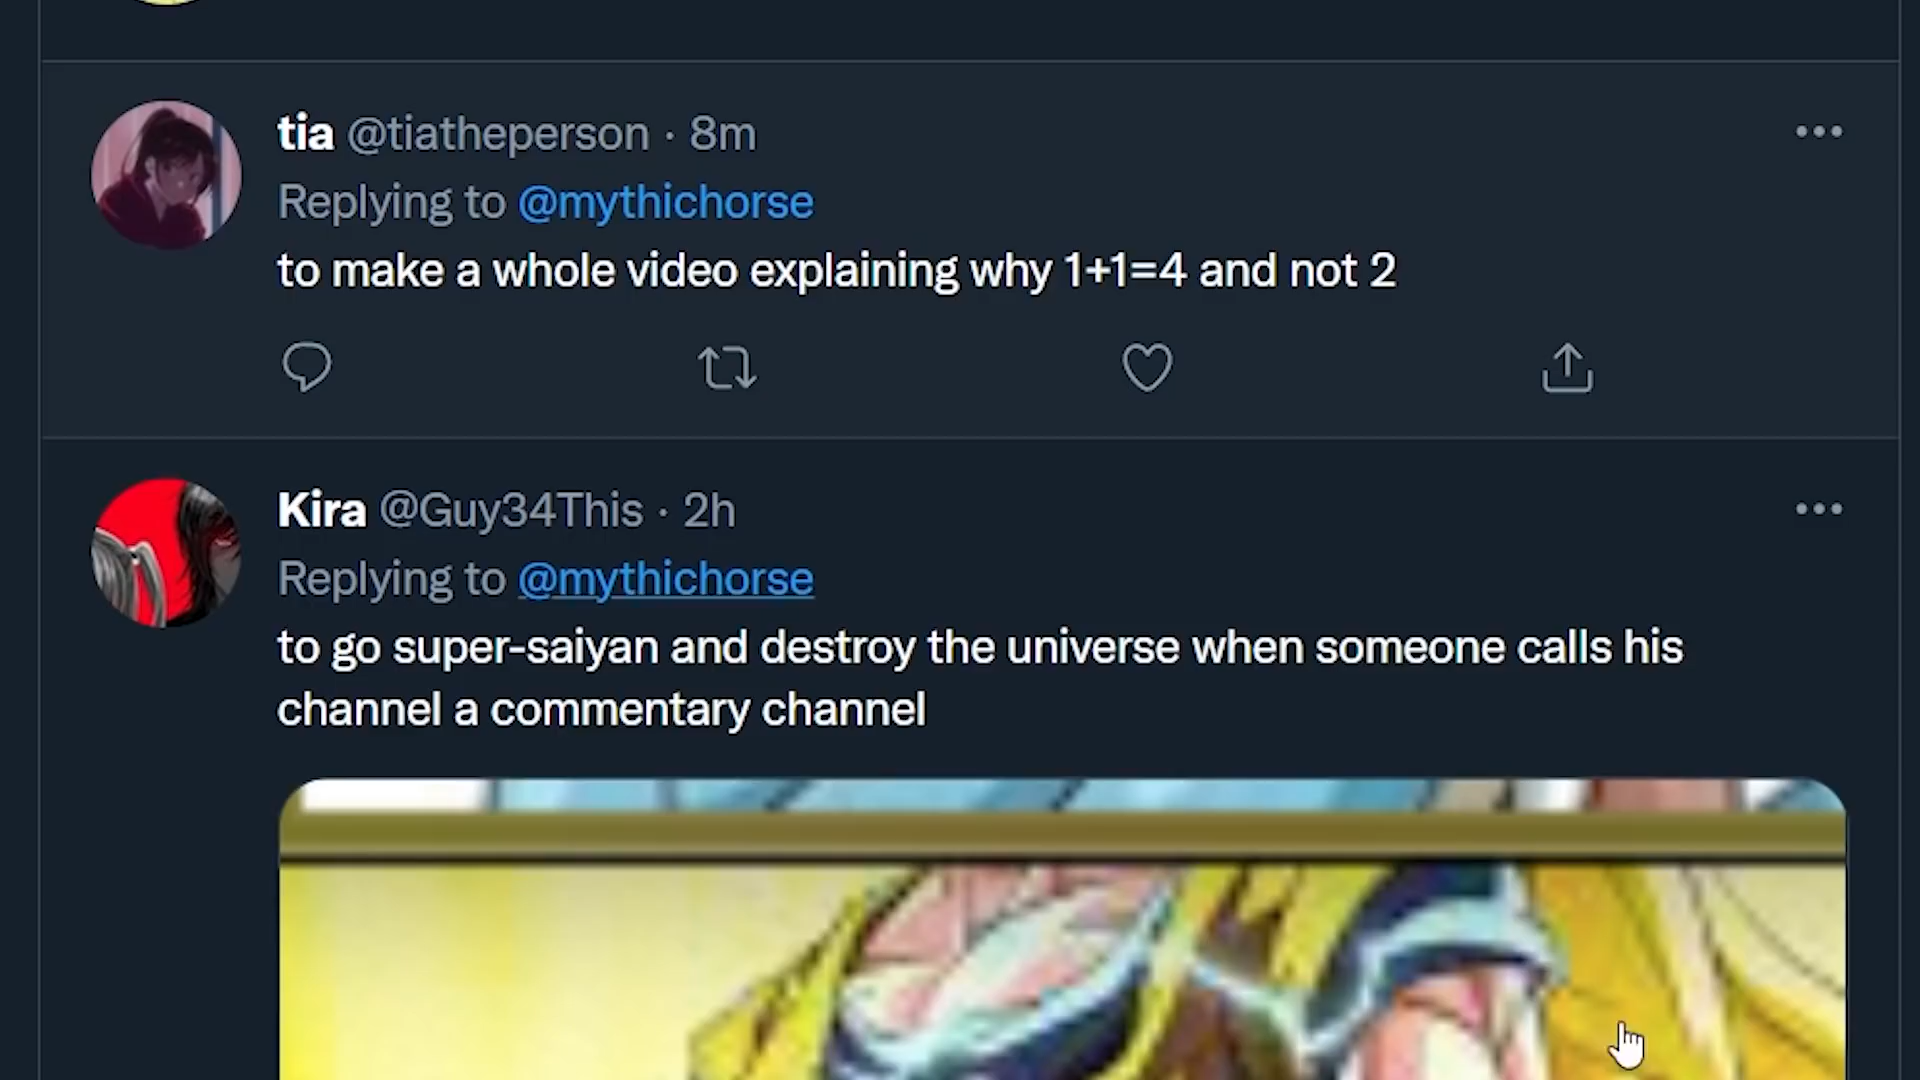 tia @tiatheperson · 8m
Replying to @mythichorse
to make a whole video explaining why 1+1=4 and not 2
Kira @Guy34This · 2h
Replying to @mythichorse
to go super-saiyan and destroy the universe when someone calls his
channel a commentary channel